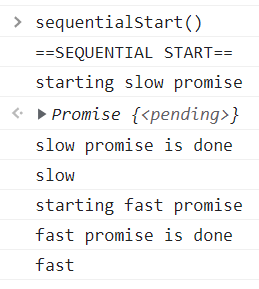 sequentialStart()
==SEQUENTIAL START==
starting slow promise
Promise {<pending>}
slow promise is done
slow
starting fast promise
fast promise is done
fast